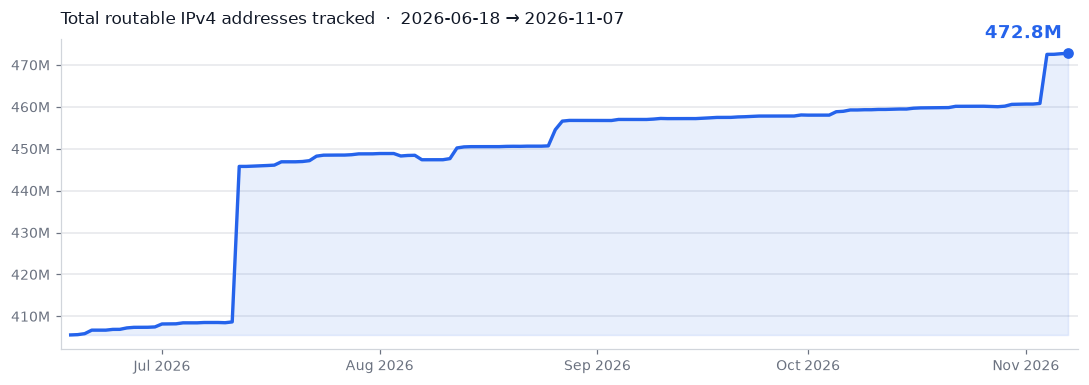 Total routable IPv4 addresses tracked · 2026-06-18 → 2026-11-07
472.8M
470M
460M
450M
440M
430M
420M
410M
Jul 2026
Aug 2026
Sep 2026
Oct 2026
Nov 2026